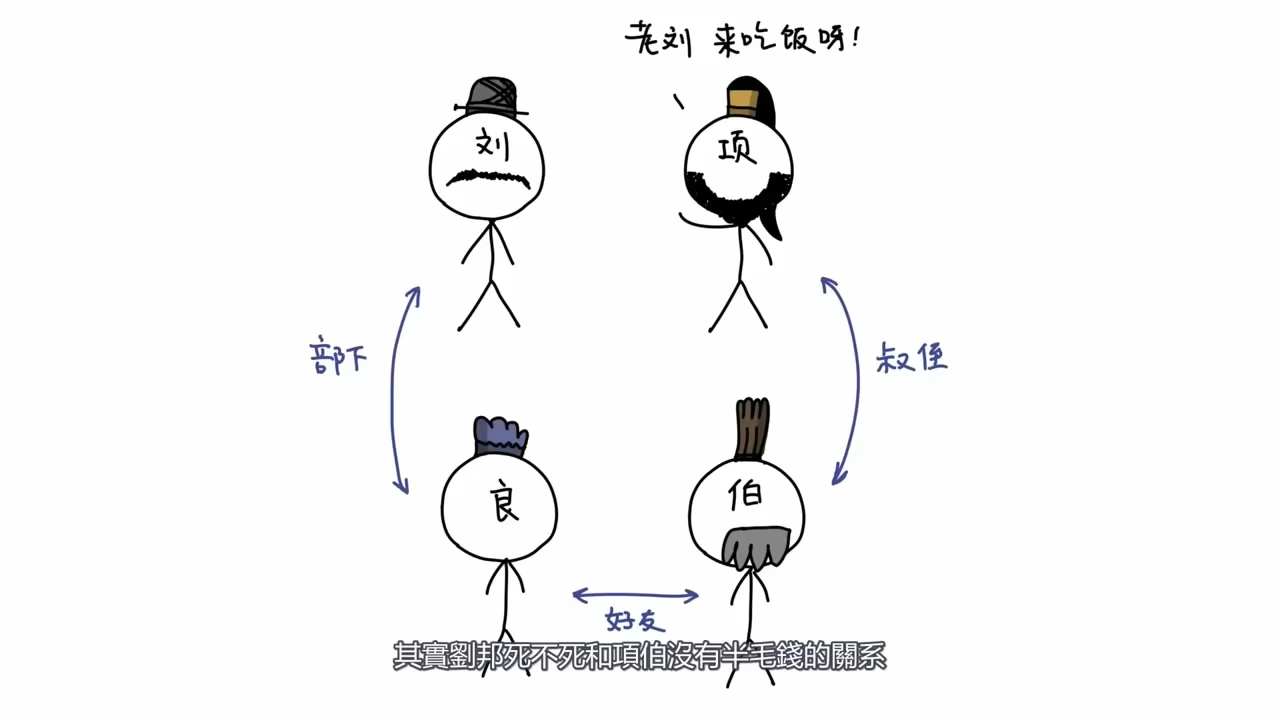 老刘 来吃饭呀!
刘
项
部下
叔侄
良
伯
好友
其實劉邦死不死和項伯沒有半毛錢的關系